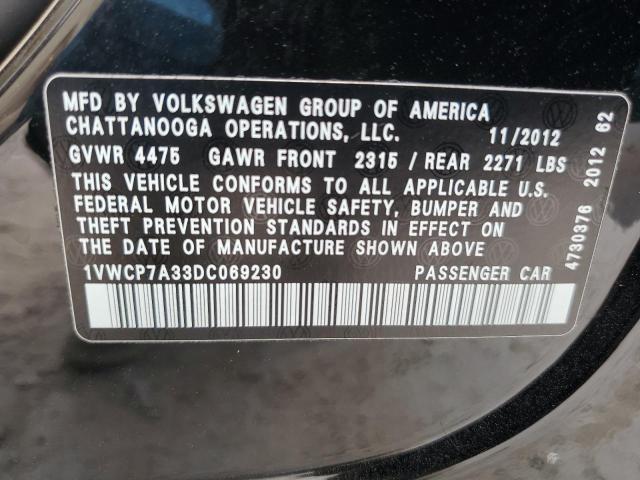 MFD BY VOLKSWAGEN GROUP OF AMERICA
CHATTANOOGA OPERATIONS, LLC. 11/2012
GVWR 4475 GAWR FRONT 2315 / REAR 2271 LBS
THIS VEHICLE CONFORMS TO ALL APPLICABLE U.S.
FEDERAL MOTOR VEHICLE SAFETY, BUMPER AND
THEFT PREVENTION STANDARDS IN EFFECT ON
THE DATE OF MANUFACTURE SHOWN ABOVE
1VWCP7A33DC069230 PASSENGER CAR
4730376 2012 62